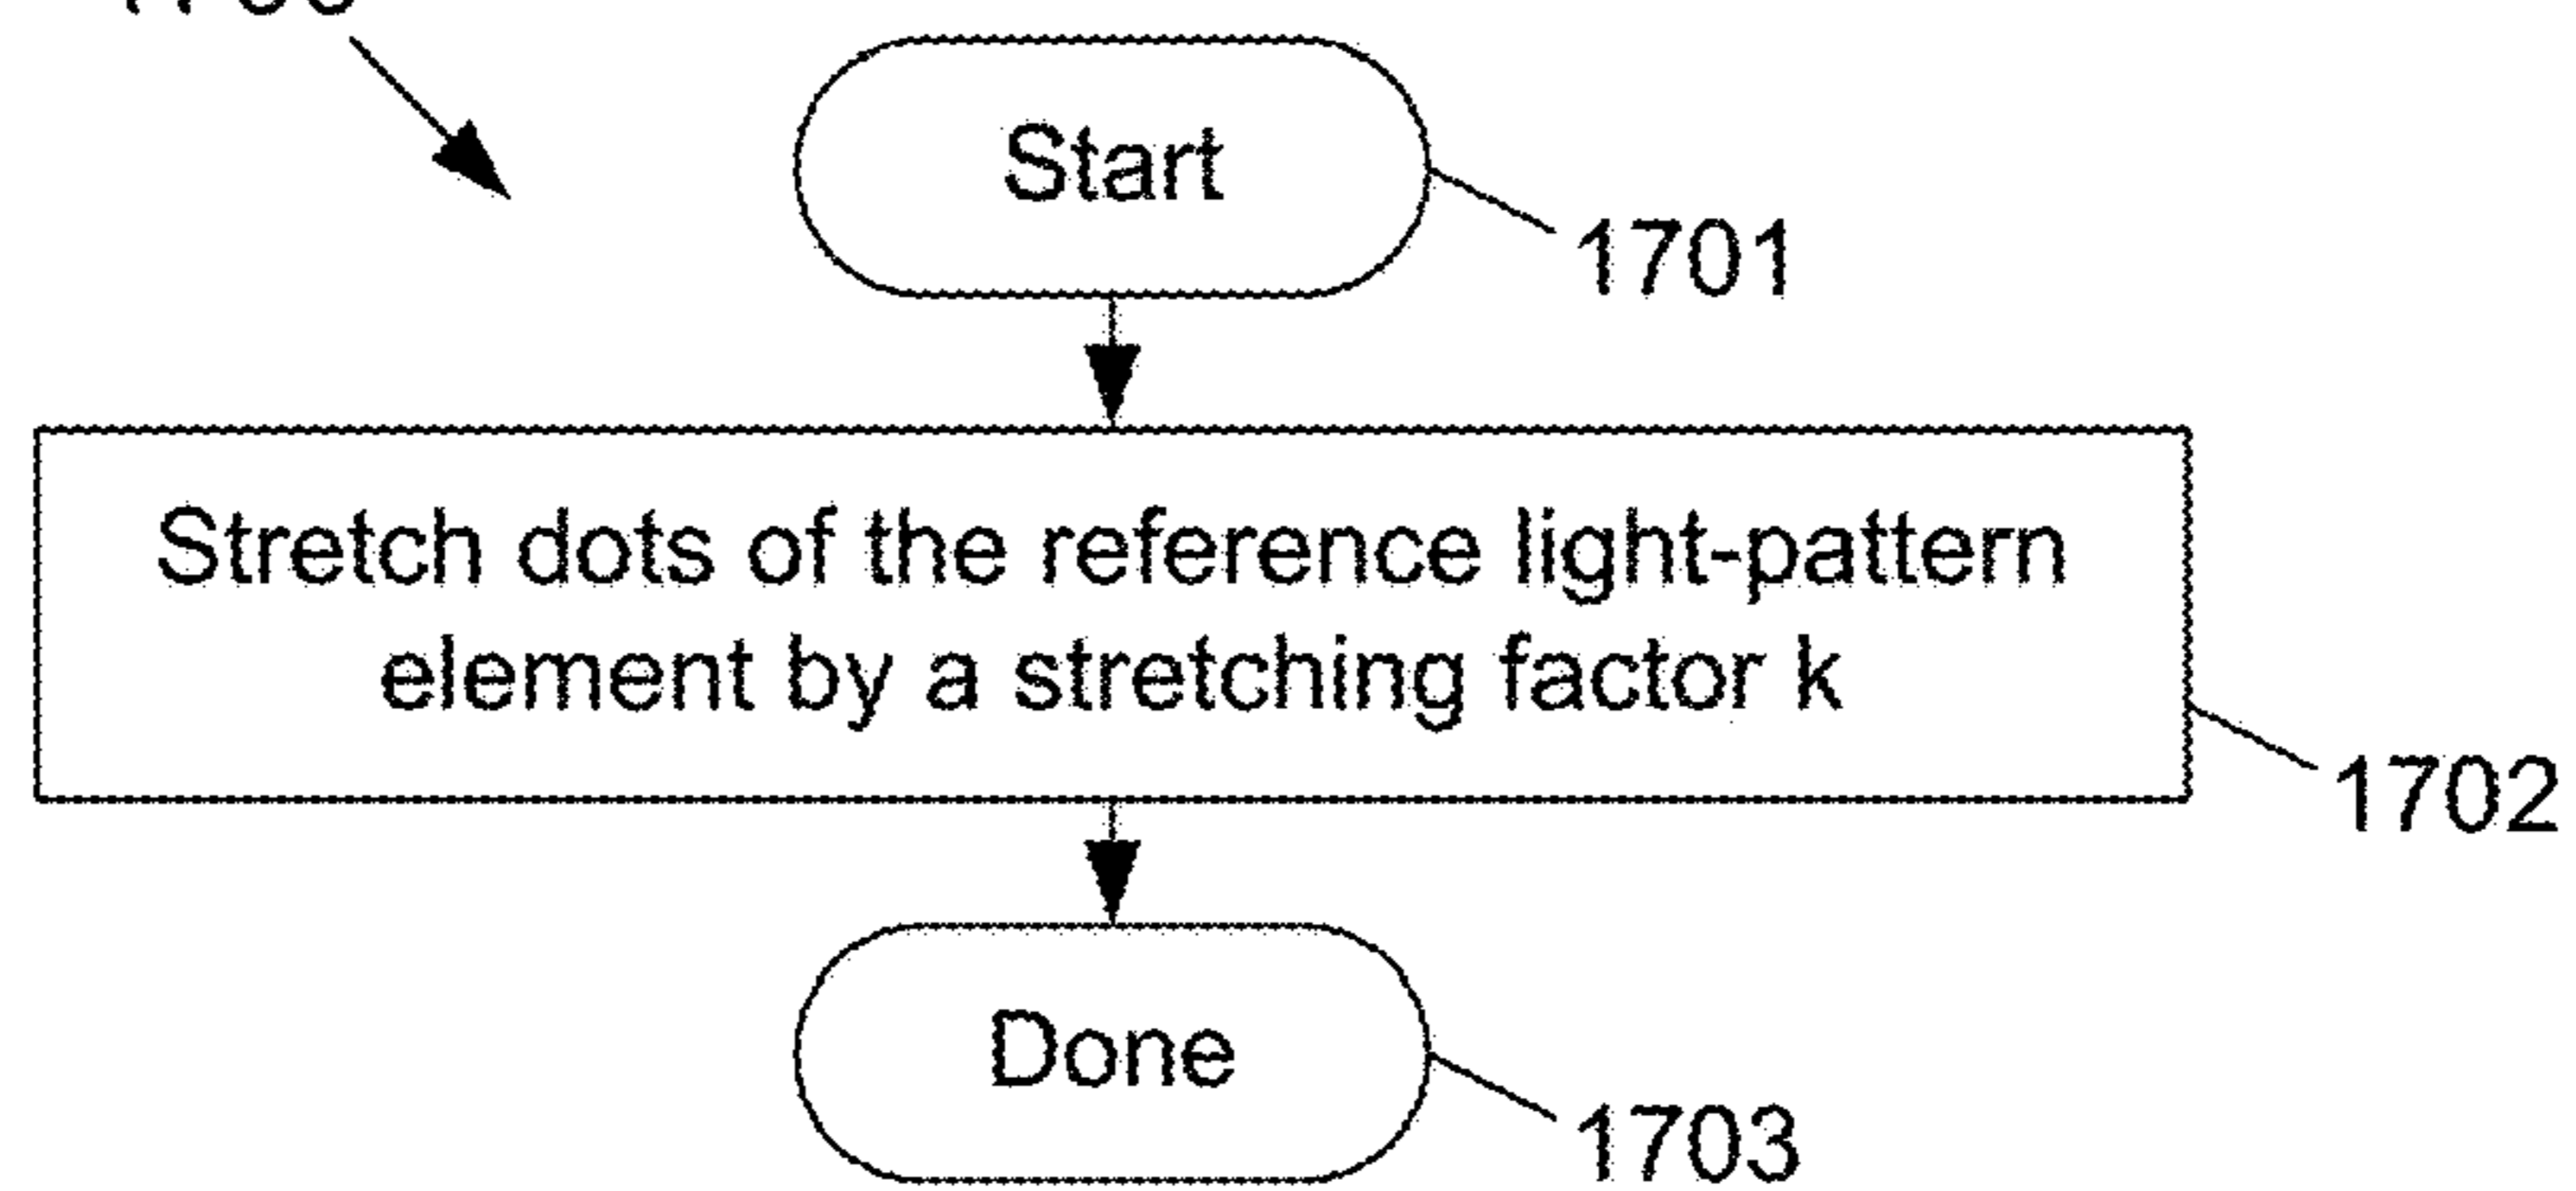 Start
1701
Stretch dots of the reference light-pattern
element by a stretching factor k
1702
Done
1703